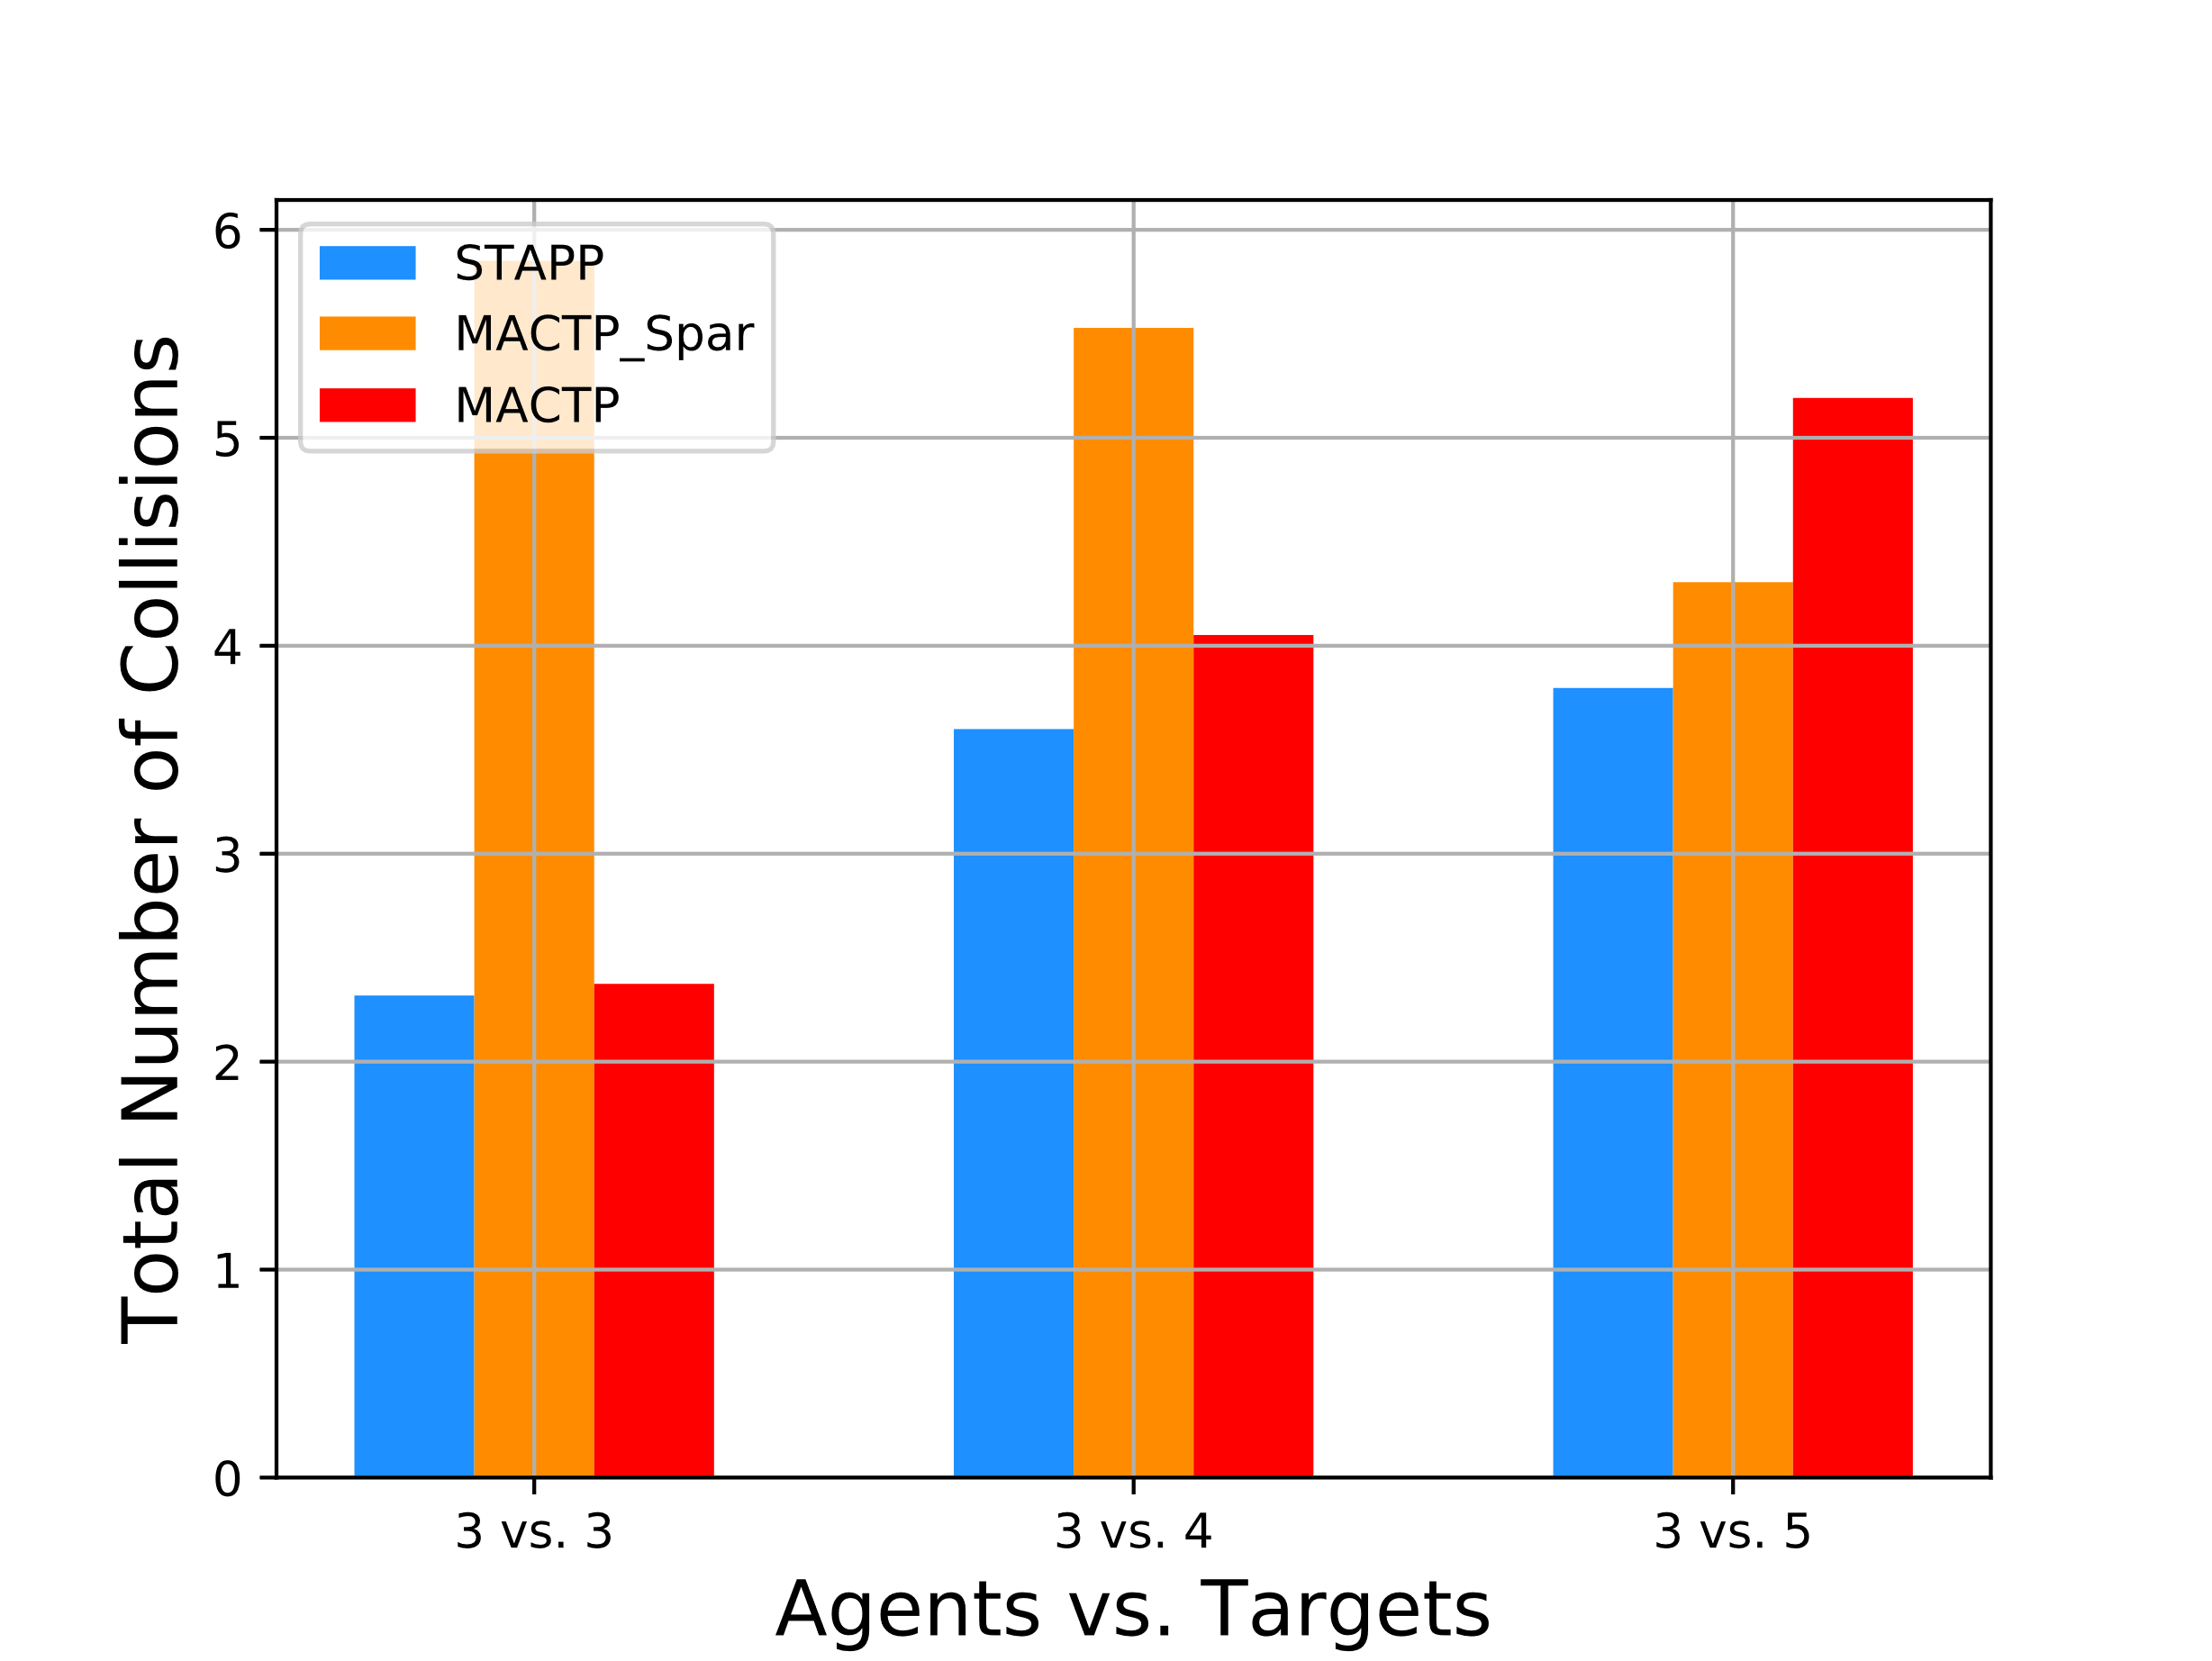 STAPP
MACTP_Spar
MACTP
Total Number of Collisions
6
5
4
3
2
1
0
3 vs. 3
3 vs. 4
3 vs. 5
Agents vs. Targets